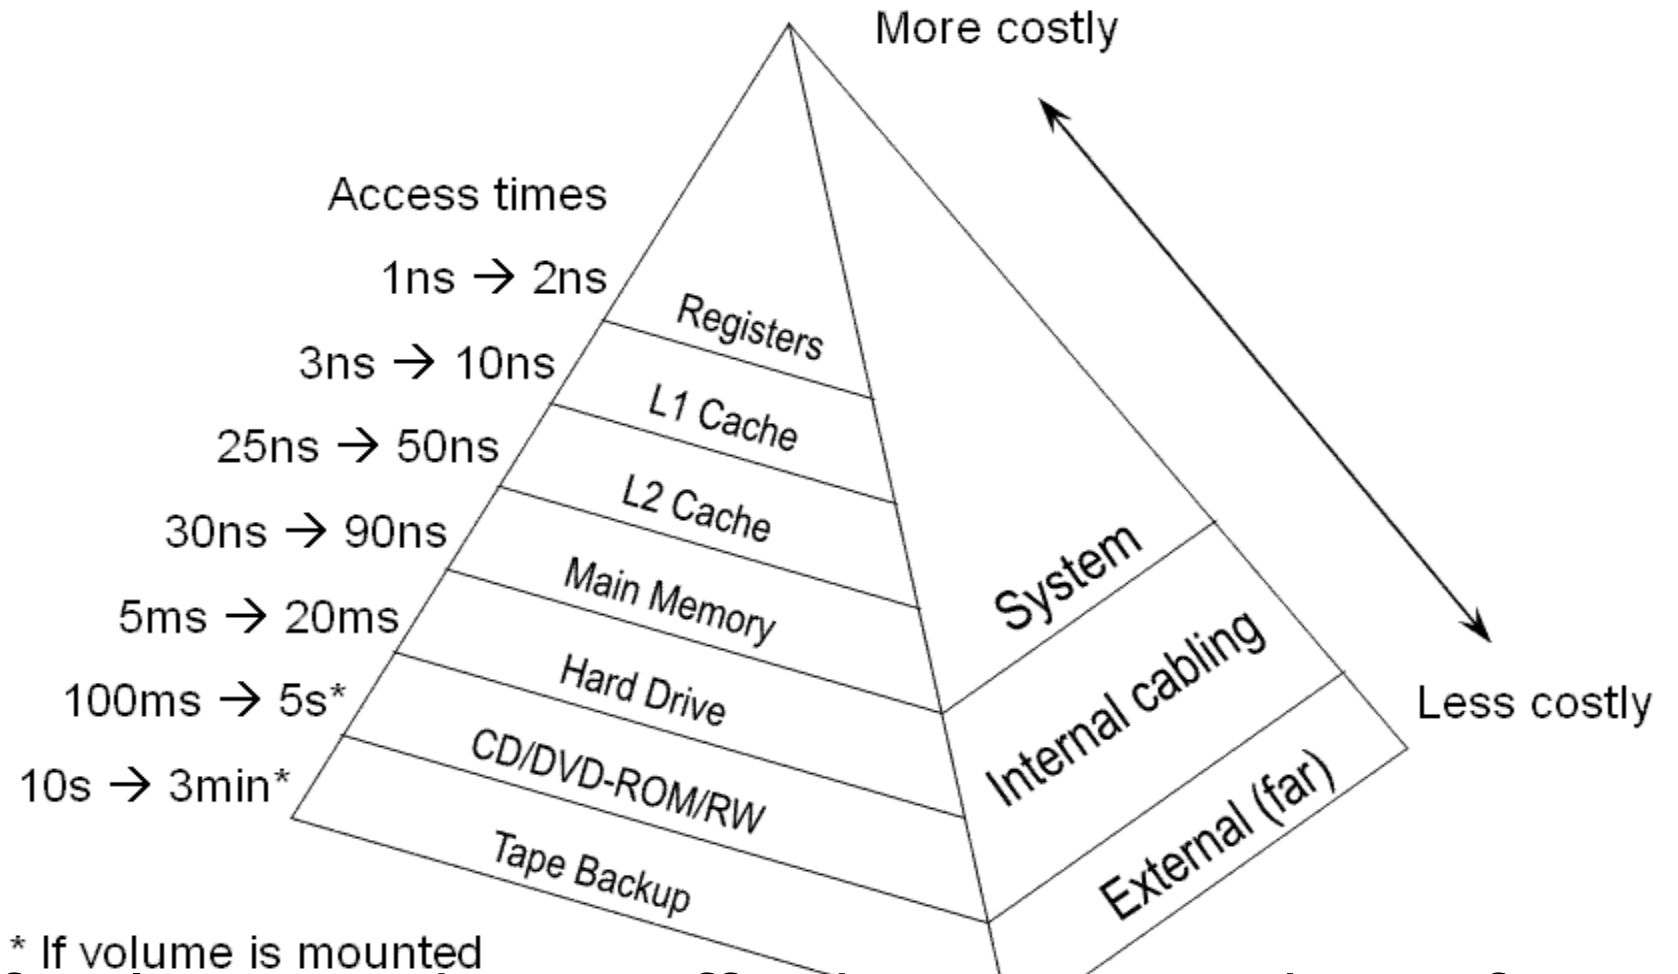 More costly
Access times
1ns → 2ns
Registers
3ns → 10ns
L1 Cache
25ns → 50ns
L2 Cache
30ns → 90ns
Main Memory
5ms → 20ms
Hard Drive
100ms → 5s*
CD/DVD-ROM/RW
10s → 3min*
Tape Backup
System
Internal cabling
External (far)
Less costly
* If volume is mounted